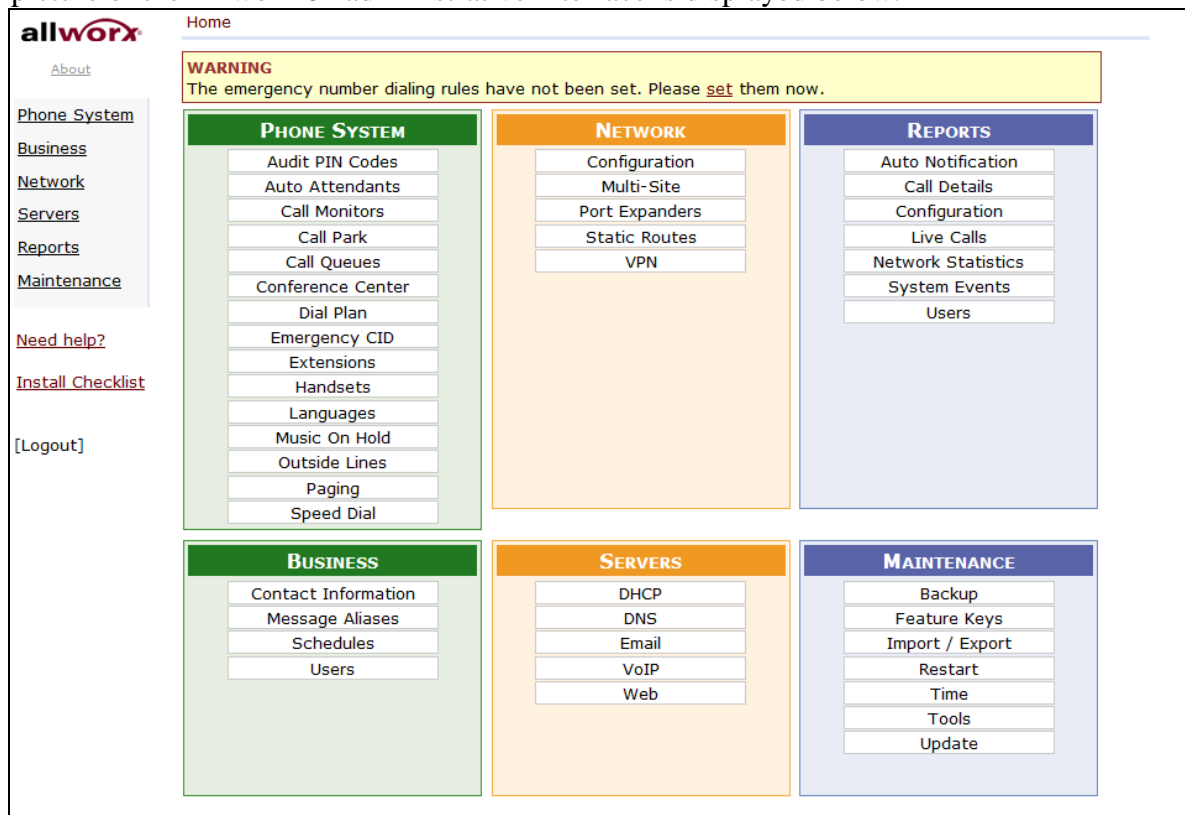 allworx
About
Phone System
Business
Network
Servers
Reports
Maintenance
Need help?
Install Checklist
[Logout]
Home
WARNING
The emergency number dialing rules have not been set. Please set them now.
PHONE SYSTEM
Audit PIN Codes
Auto Attendants
Call Monitors
Call Park
Call Queues
Conference Center
Dial Plan
Emergency CID
Extensions
Handsets
Languages
Music On Hold
Outside Lines
Paging
Speed Dial
NETWORK
Configuration
Multi-Site
Port Expanders
Static Routes
VPN
REPORTS
Auto Notification
Call Details
Configuration
Live Calls
Network Statistics
System Events
Users
BUSINESS
Contact Information
Message Aliases
Schedules
Users
SERVERS
DHCP
DNS
Email
VoIP
Web
MAINTENANCE
Backup
Feature Keys
Import / Export
Restart
Time
Tools
Update